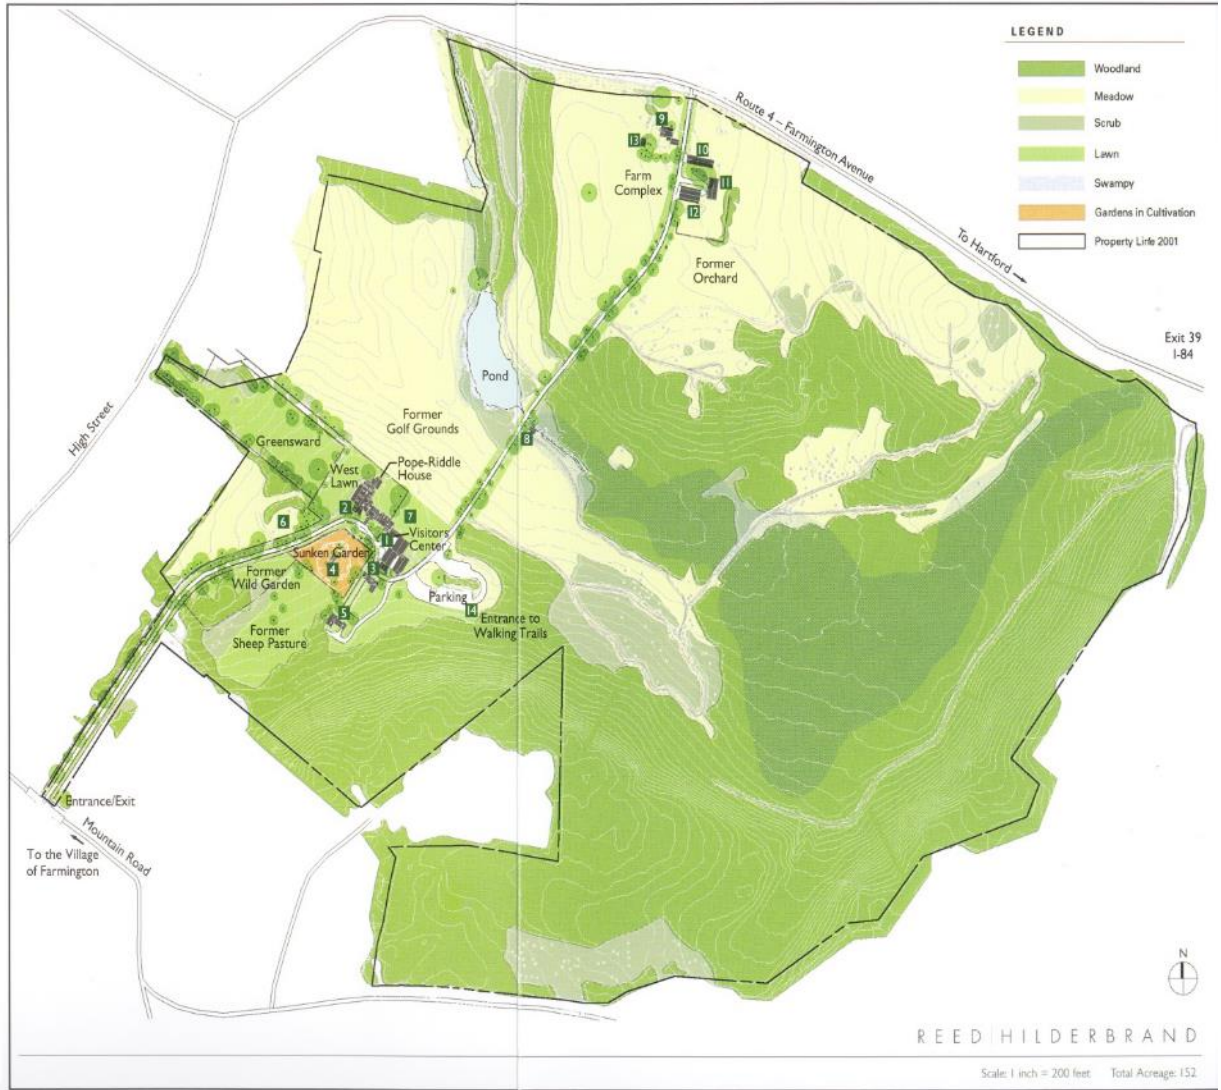 LEGEND
Woodland
Meadow
Scrub
Lawn
Swampy
Gardens in Cultivation
Property Line 2001
Route 4 – Farmington Avenue
To Hartford
Exit 39
I-84
9
13
10
11
12
Farm
Complex
Former
Orchard
Pond
8
High Street
Former
Golf Grounds
Greensward
West
Lawn
Pope-Riddle
House
2
7
6
1
Visitors
Center
Sunken Garden
4
3
Former
Wild Garden
5
Parking
14
Entrance to
Walking Trails
Former
Sheep Pasture
Entrance/Exit
Mountain Road
To the Village
of Farmington
N
REED HILDERBRAND
Scale: 1 inch = 200 feet Total Acreage: 152